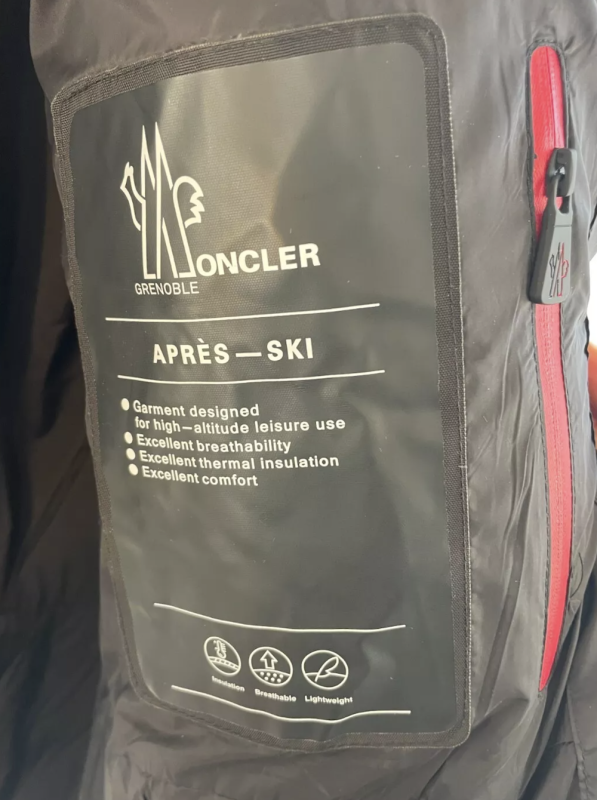 MONCLER
GRENOBLE
APRÈS—SKI
Garment designed
for high—altitude leisure use
Excellent breathability
Excellent thermal insulation
Excellent comfort
Insulation Breathable Lightweight